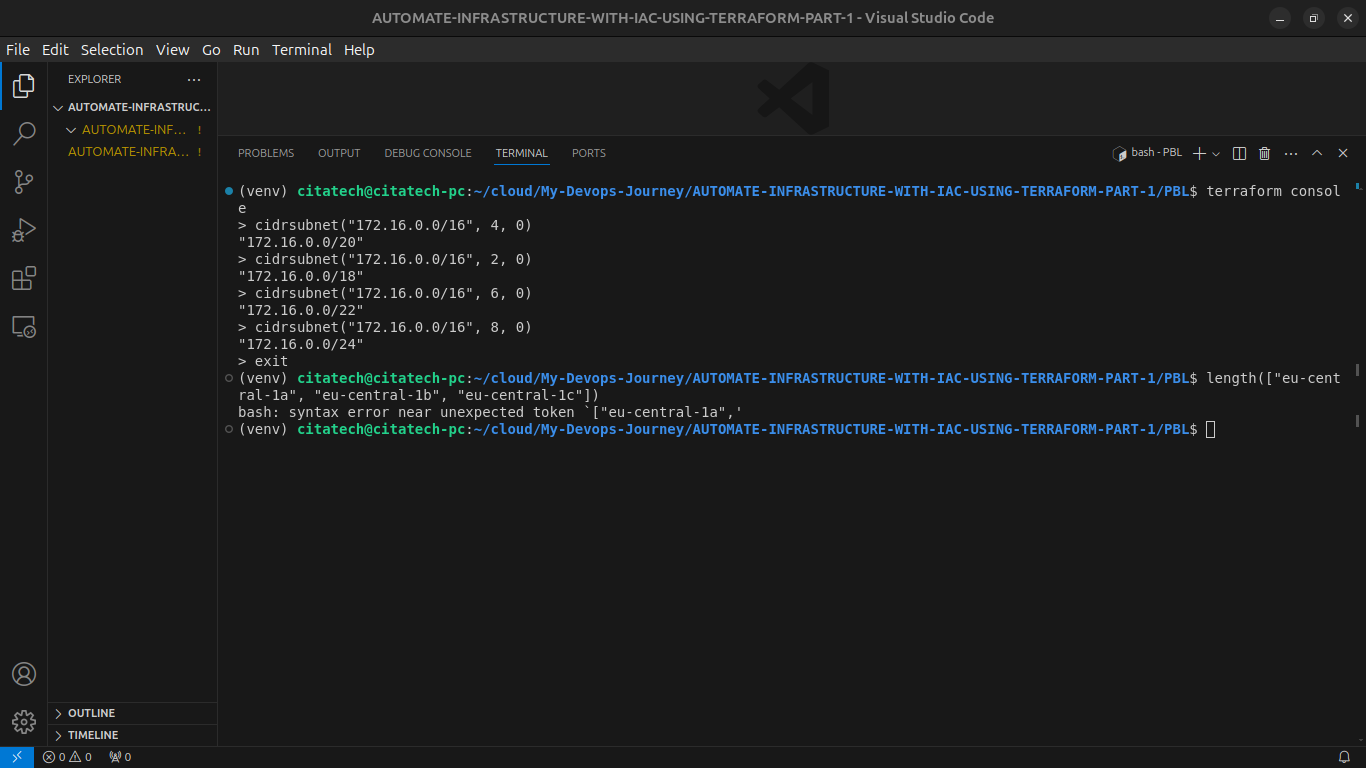 AUTOMATE-INFRASTRUCTURE-WITH-IAC-USING-TERRAFORM-PART-1 - Visual Studio Code
File Edit Selection View Go Run Terminal Help
EXPLORER ...
AUTOMATE-INFRASTRUC...
AUTOMATE-INF... !
AUTOMATE-INFRA... !
OUTLINE
TIMELINE
PROBLEMS OUTPUT DEBUG CONSOLE TERMINAL PORTS bash - PBL
(venv) citatech@citatech-pc:~/cloud/My-Devops-Journey/AUTOMATE-INFRASTRUCTURE-WITH-IAC-USING-TERRAFORM-PART-1/PBL$ terraform consol
e
> cidrsubnet("172.16.0.0/16", 4, 0)
"172.16.0.0/20"
> cidrsubnet("172.16.0.0/16", 2, 0)
"172.16.0.0/18"
> cidrsubnet("172.16.0.0/16", 6, 0)
"172.16.0.0/22"
> cidrsubnet("172.16.0.0/16", 8, 0)
"172.16.0.0/24"
> exit
(venv) citatech@citatech-pc:~/cloud/My-Devops-Journey/AUTOMATE-INFRASTRUCTURE-WITH-IAC-USING-TERRAFORM-PART-1/PBL$ length(["eu-cent
ral-1a", "eu-central-1b", "eu-central-1c"])
bash: syntax error near unexpected token `["eu-central-1a",'
(venv) citatech@citatech-pc:~/cloud/My-Devops-Journey/AUTOMATE-INFRASTRUCTURE-WITH-IAC-USING-TERRAFORM-PART-1/PBL$
0 0 0